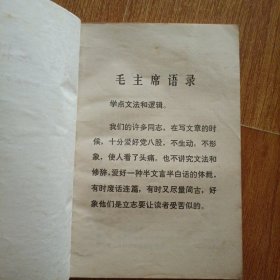 毛主席语录
学点文法和逻辑。
我们的许多同志，在写文章的时
候，十分爱好党八股，不生动，不形
象，使人看了头痛。也不讲究文法和
修辞，爱好一种半文言半白话的体裁，
有时废话连篇，有时又尽量简古，好
象他们是立志要让读者受苦似的。